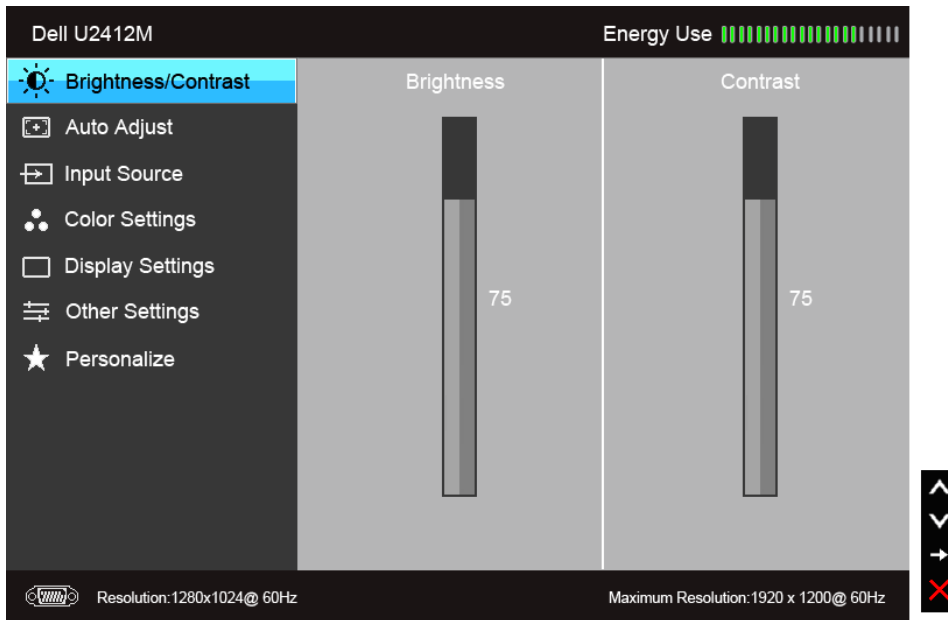 Dell U2412M
Energy Use
Brightness/Contrast
Auto Adjust
Input Source
Color Settings
Display Settings
Other Settings
Personalize
Brightness
Contrast
75
75
Resolution:1280x1024@ 60Hz
Maximum Resolution:1920 x 1200@ 60Hz